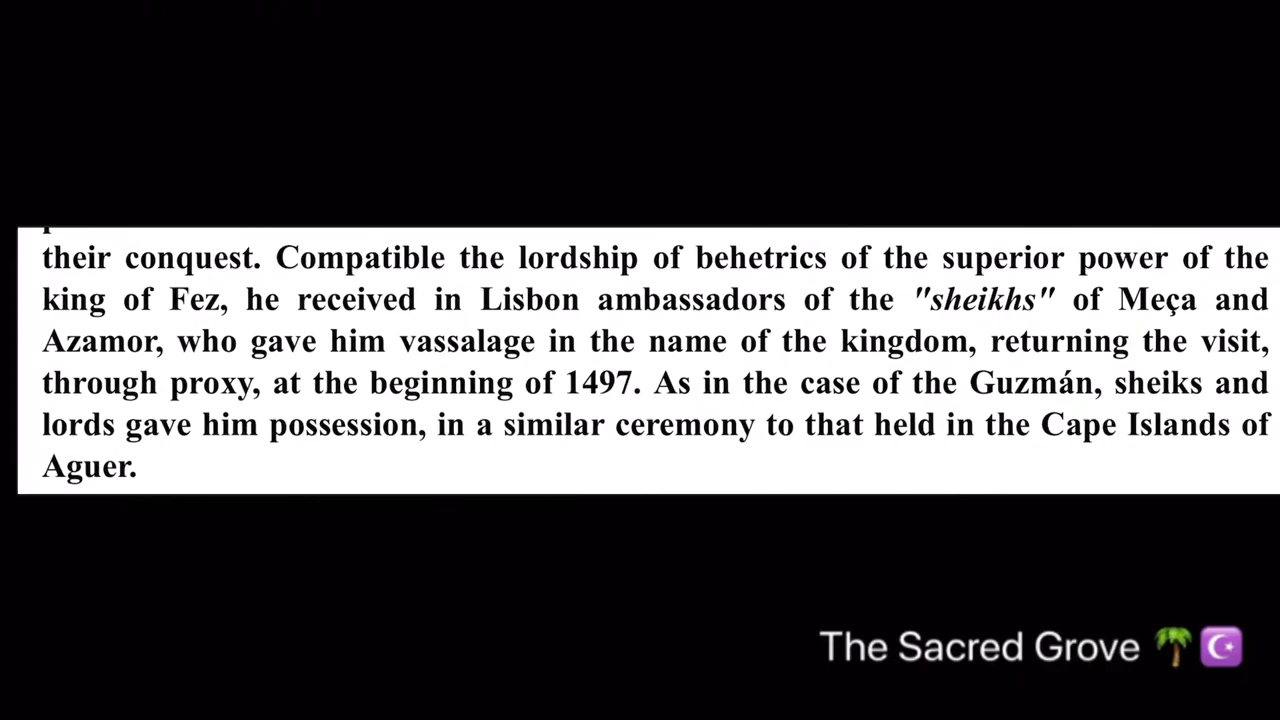 their conquest. Compatible the lordship of behetrics of the superior power of the
king of Fez, he received in Lisbon ambassadors of the "sheikhs" of Meça and
Azamor, who gave him vassalage in the name of the kingdom, returning the visit,
through proxy, at the beginning of 1497. As in the case of the Guzmán, sheiks and
lords gave him possession, in a similar ceremony to that held in the Cape Islands of
Aguer.
The Sacred Grove 🌴☪️